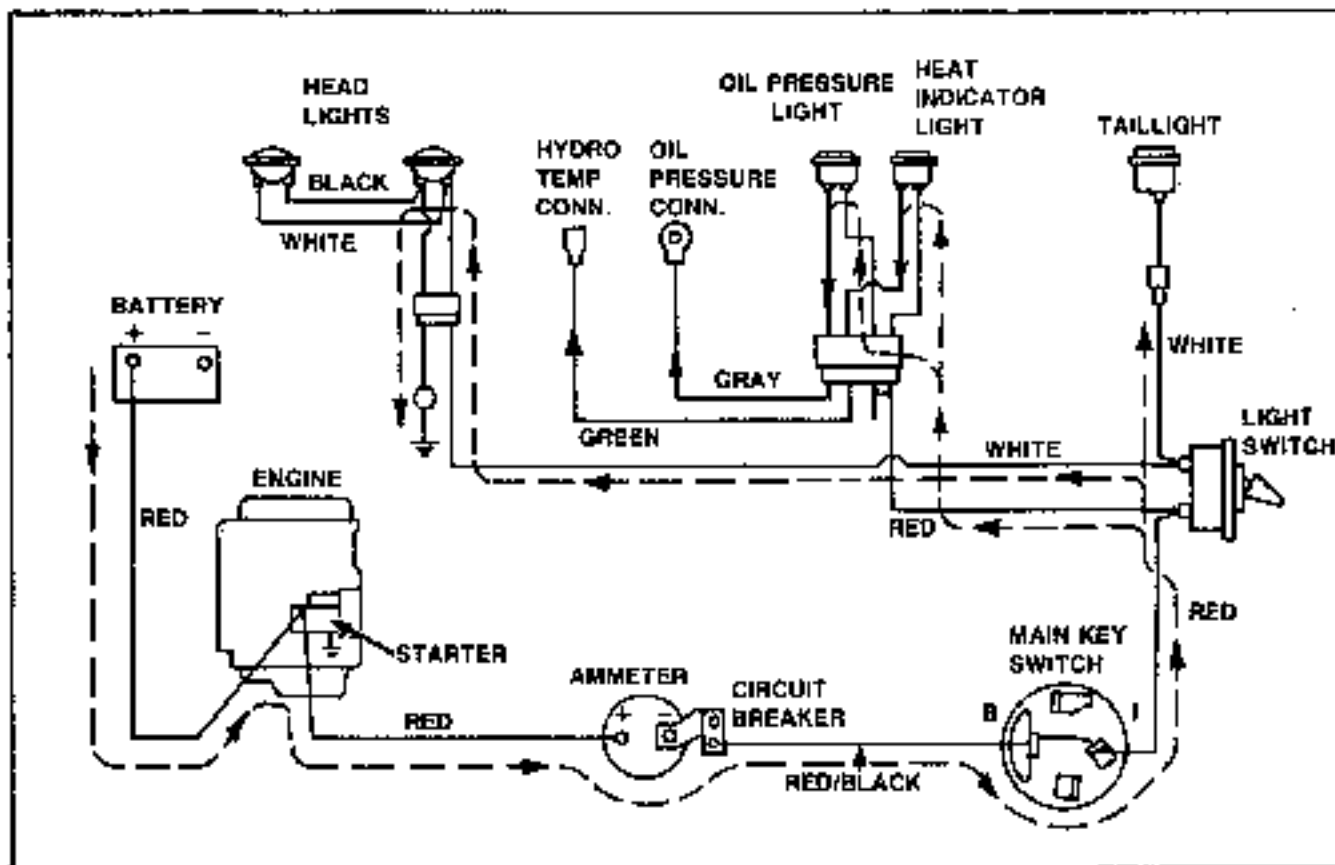 HEAD
LIGHTS
OIL PRESSURE
LIGHT
HEAT
INDICATOR
LIGHT
TAILLIGHT
HYDRO
TEMP
CONN.
OIL
PRESSURE
CONN.
BLACK
WHITE
BATTERY
+ -
WHITE
GRAY
GREEN
LIGHT
SWITCH
WHITE
ENGINE
RED
RED
RED
STARTER
MAIN KEY
SWITCH
AMMETER
+ -
CIRCUIT
BREAKER
RED
B I
RED/BLACK